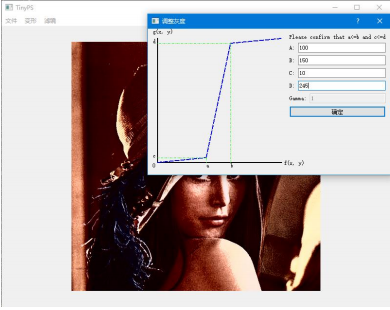 TinyPS
文件 变形 滤镜
调整灰度
g(x, y)
d
c
0
a b
f(x, y)
Please confirm that a<=b and c<=d
A: 100
B: 150
C: 10
D: 245
Gamma: 1
确定